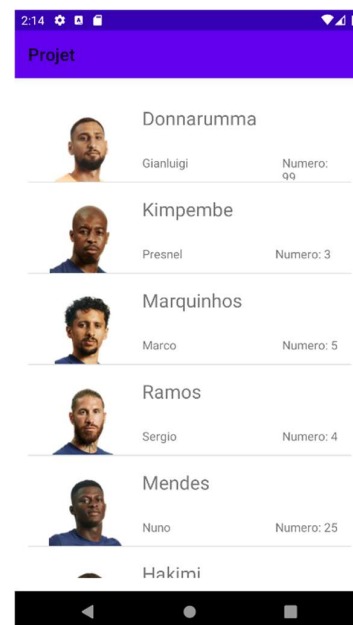 2:14
Projet
Donnarumma
Gianluigi Numero:
99
Kimpembe
Presnel Numero: 3
Marquinhos
Marco Numero: 5
Ramos
Sergio Numero: 4
Mendes
Nuno Numero: 25
Hakimi